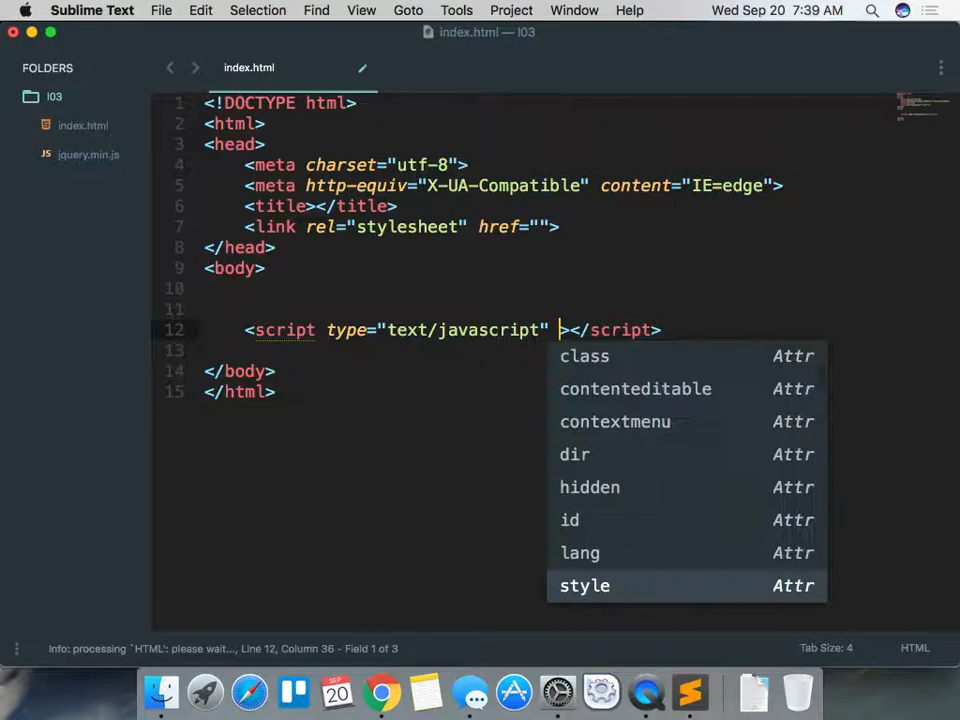 Sublime Text File Edit Selection Find View Goto Tools Project Window Help Wed Sep 20 7:39 AM
index.html — l03
FOLDERS
l03
index.html
JS jquery.min.js
index.html
1 <!DOCTYPE html>
2 <html>
3 <head>
4 <meta charset="utf-8">
5 <meta http-equiv="X-UA-Compatible" content="IE=edge">
6 <title></title>
7 <link rel="stylesheet" href="">
8 </head>
9 <body>
10
11
12 <script type="text/javascript" ></script>
13
14 </body>
15 </html>
class Attr
contenteditable Attr
contextmenu Attr
dir Attr
hidden Attr
id Attr
lang Attr
style Attr
Info: processing `HTML': please wait..., Line 12, Column 36 - Field 1 of 3 Tab Size: 4 HTML
SEP
20